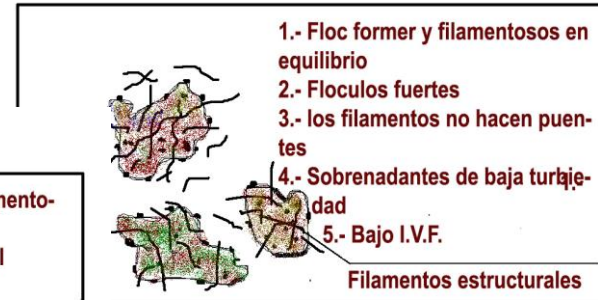 1.- Floc former y filamentosos en
equilibrio
2.- Floculos fuertes
3.- los filamentos no hacen puen-
tes
4.- Sobrenadantes de baja turbie-
dad
5.- Bajo I.V.F.
Filamentos estructurales
mento-